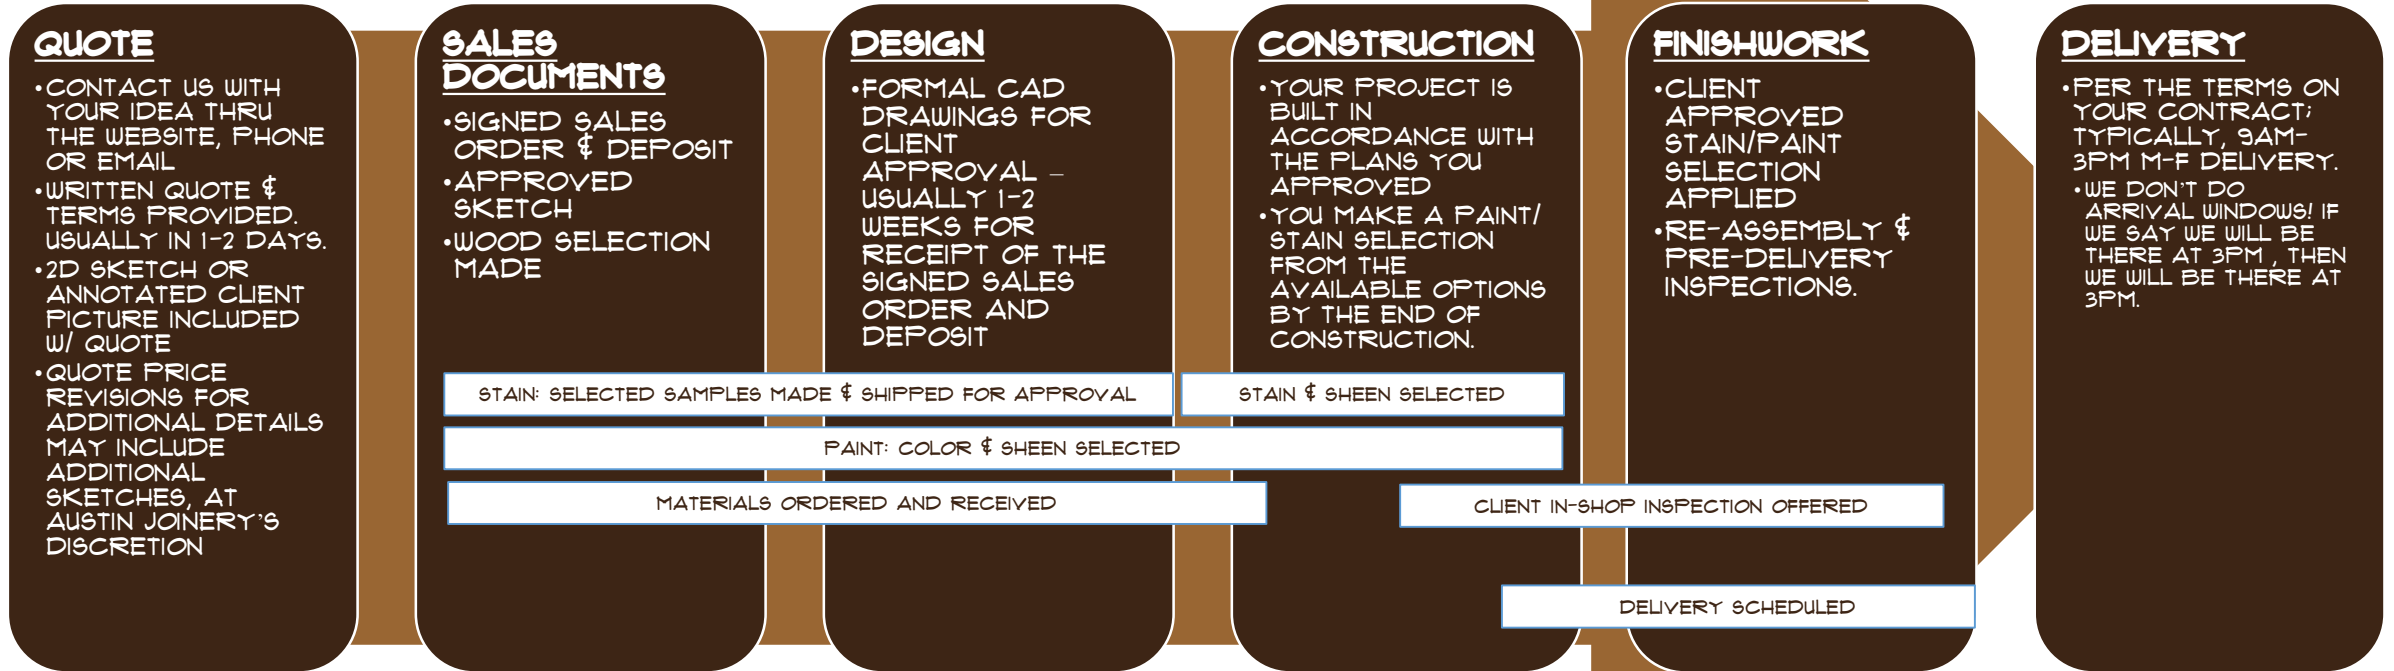 QUOTE
•CONTACT US WITH
YOUR IDEA THRU
THE WEBSITE, PHONE
OR EMAIL
•WRITTEN QUOTE &
TERMS PROVIDED.
USUALLY IN 1-2 DAYS.
•2D SKETCH OR
ANNOTATED CLIENT
PICTURE INCLUDED
W/ QUOTE
•QUOTE PRICE
REVISIONS FOR
ADDITIONAL DETAILS
MAY INCLUDE
ADDITIONAL
SKETCHES, AT
AUSTIN JOINERY'S
DISCRETION
SALES
DOCUMENTS
•SIGNED SALES
ORDER & DEPOSIT
•APPROVED
SKETCH
•WOOD SELECTION
MADE
DESIGN
•FORMAL CAD
DRAWINGS FOR
CLIENT
APPROVAL –
USUALLY 1-2
WEEKS FOR
RECEIPT OF THE
SIGNED SALES
ORDER AND
DEPOSIT
CONSTRUCTION
•YOUR PROJECT IS
BUILT IN
ACCORDANCE WITH
THE PLANS YOU
APPROVED
•YOU MAKE A PAINT/
STAIN SELECTION
FROM THE
AVAILABLE OPTIONS
BY THE END OF
CONSTRUCTION.
FINISHWORK
•CLIENT
APPROVED
STAIN/PAINT
SELECTION
APPLIED
•RE-ASSEMBLY &
PRE-DELIVERY
INSPECTIONS.
DELIVERY
•PER THE TERMS ON
YOUR CONTRACT;
TYPICALLY, 9AM-
3PM M-F DELIVERY.
•WE DON'T DO
ARRIVAL WINDOWS! IF
WE SAY WE WILL BE
THERE AT 3PM , THEN
WE WILL BE THERE AT
3PM.
STAIN: SELECTED SAMPLES MADE & SHIPPED FOR APPROVAL
STAIN & SHEEN SELECTED
PAINT: COLOR & SHEEN SELECTED
MATERIALS ORDERED AND RECEIVED
CLIENT IN-SHOP INSPECTION OFFERED
DELIVERY SCHEDULED